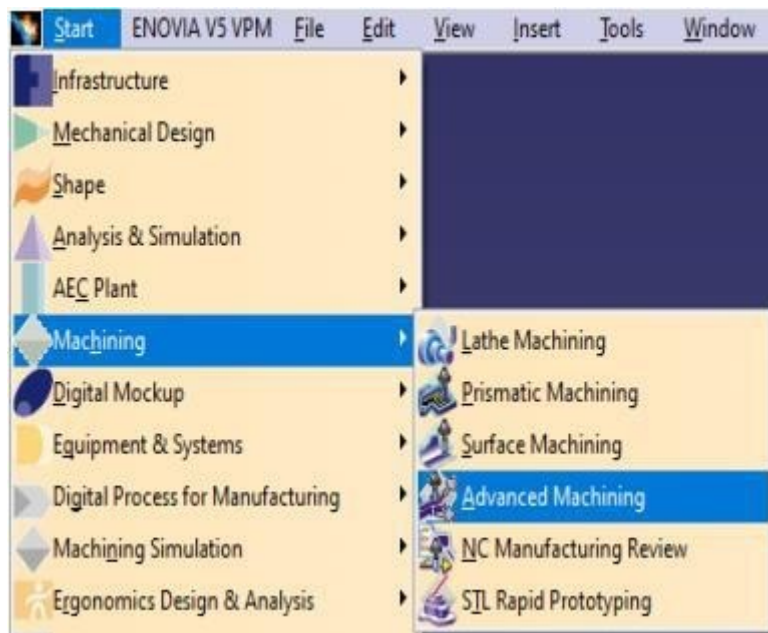 Start ENOVIA V5 VPM File Edit View Insert Tools Window
Infrastructure
Mechanical Design
Shape
Analysis & Simulation
AEC Plant
Machining
Digital Mockup
Equipment & Systems
Digital Process for Manufacturing
Machining Simulation
Ergonomics Design & Analysis
Lathe Machining
Prismatic Machining
Surface Machining
Advanced Machining
NC Manufacturing Review
STL Rapid Prototyping